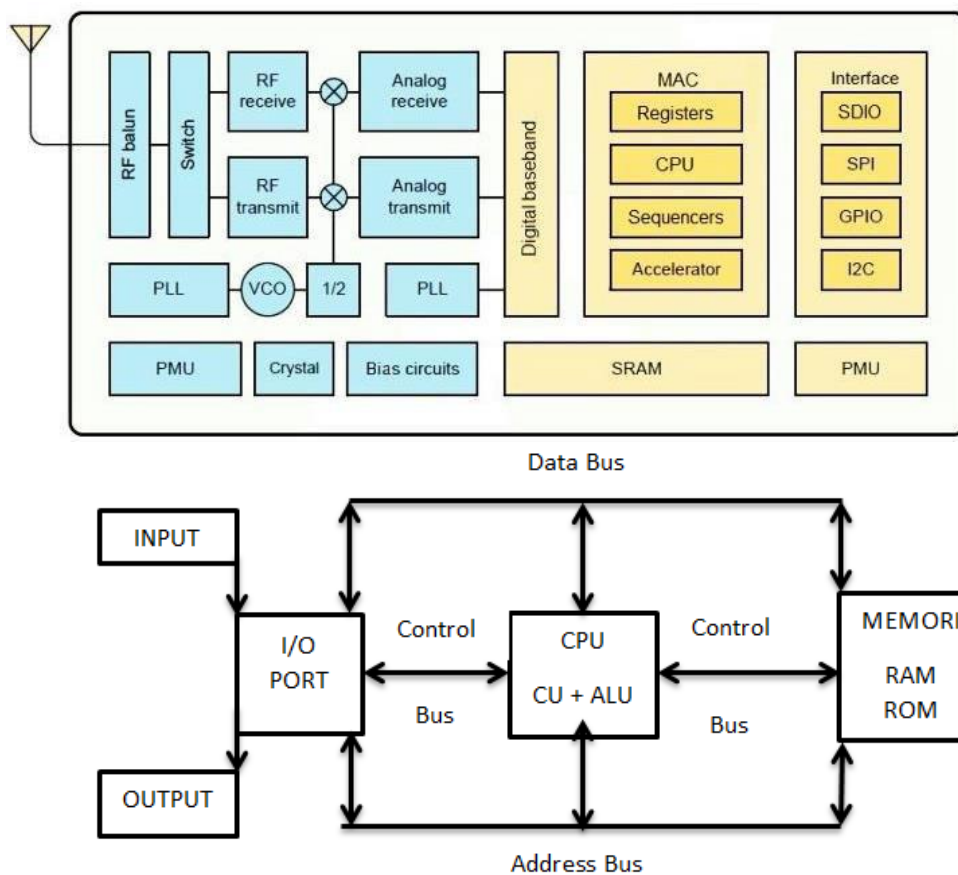 RF balun
Switch
RF
receive
Analog
receive
RF
transmit
Analog
transmit
PLL
VCO
1/2
PLL
Digital baseband
MAC
Registers
CPU
Sequencers
Accelerator
Interface
SDIO
SPI
GPIO
I2C
PMU
Crystal
Bias circuits
SRAM
PMU
Data Bus
INPUT
I/O
PORT
OUTPUT
Control
Bus
CPU
CU + ALU
Control
Bus
MEMORI
RAM
ROM
Address Bus